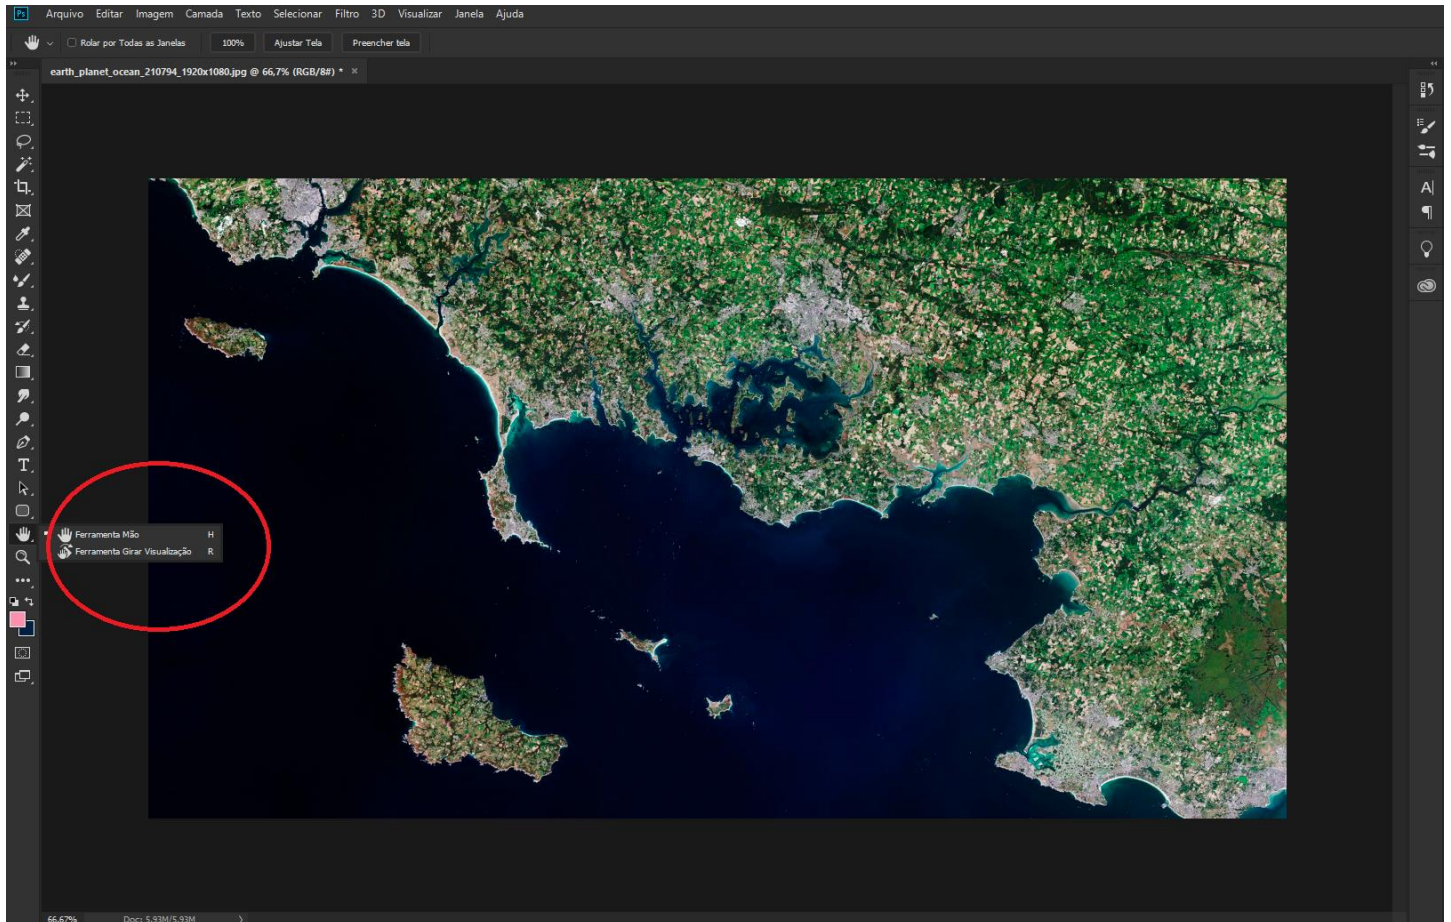 Ps Arquivo Editar Imagem Camada Texto Selecionar Filtro 3D Visualizar Janela Ajuda
Rolar por Todas as Janelas 100% Ajustar Tela Preencher tela
earth_planet_ocean_210794_1920x1080.jpg @ 66,7% (RGB/8#) * ×
Ferramenta Mão H
Ferramenta Girar Visualização R
66,67% Doc: 5,93M/5,93M